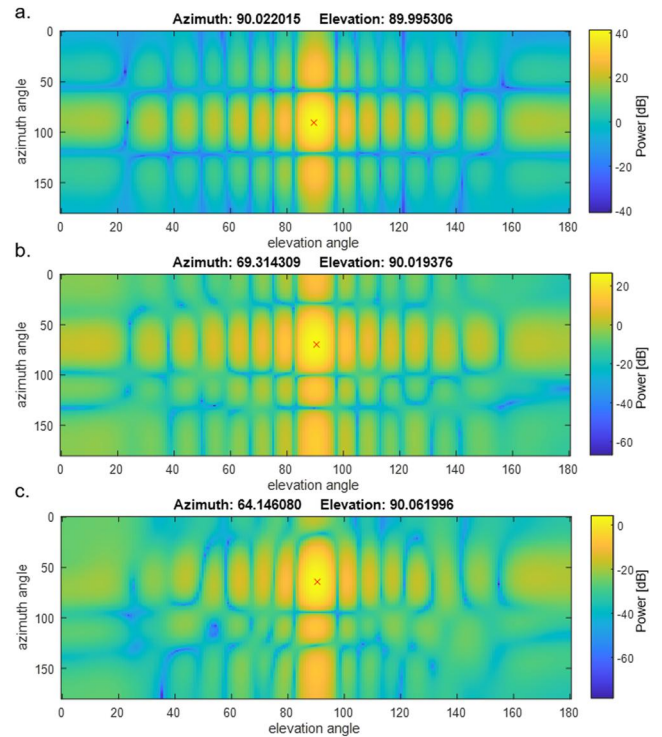 a.
Azimuth: 90.022015 Elevation: 89.995306
0
50
100
150
azimuth angle
0 20 40 60 80 100 120 140 160 180
elevation angle
40
20
0
-20
-40
Power [dB]
b.
Azimuth: 69.314309 Elevation: 90.019376
0
50
100
150
azimuth angle
0 20 40 60 80 100 120 140 160 180
elevation angle
20
0
-20
-40
-60
Power [dB]
c.
Azimuth: 64.146080 Elevation: 90.061996
0
50
100
150
azimuth angle
0 20 40 60 80 100 120 140 160 180
elevation angle
0
-20
-40
-60
Power [dB]